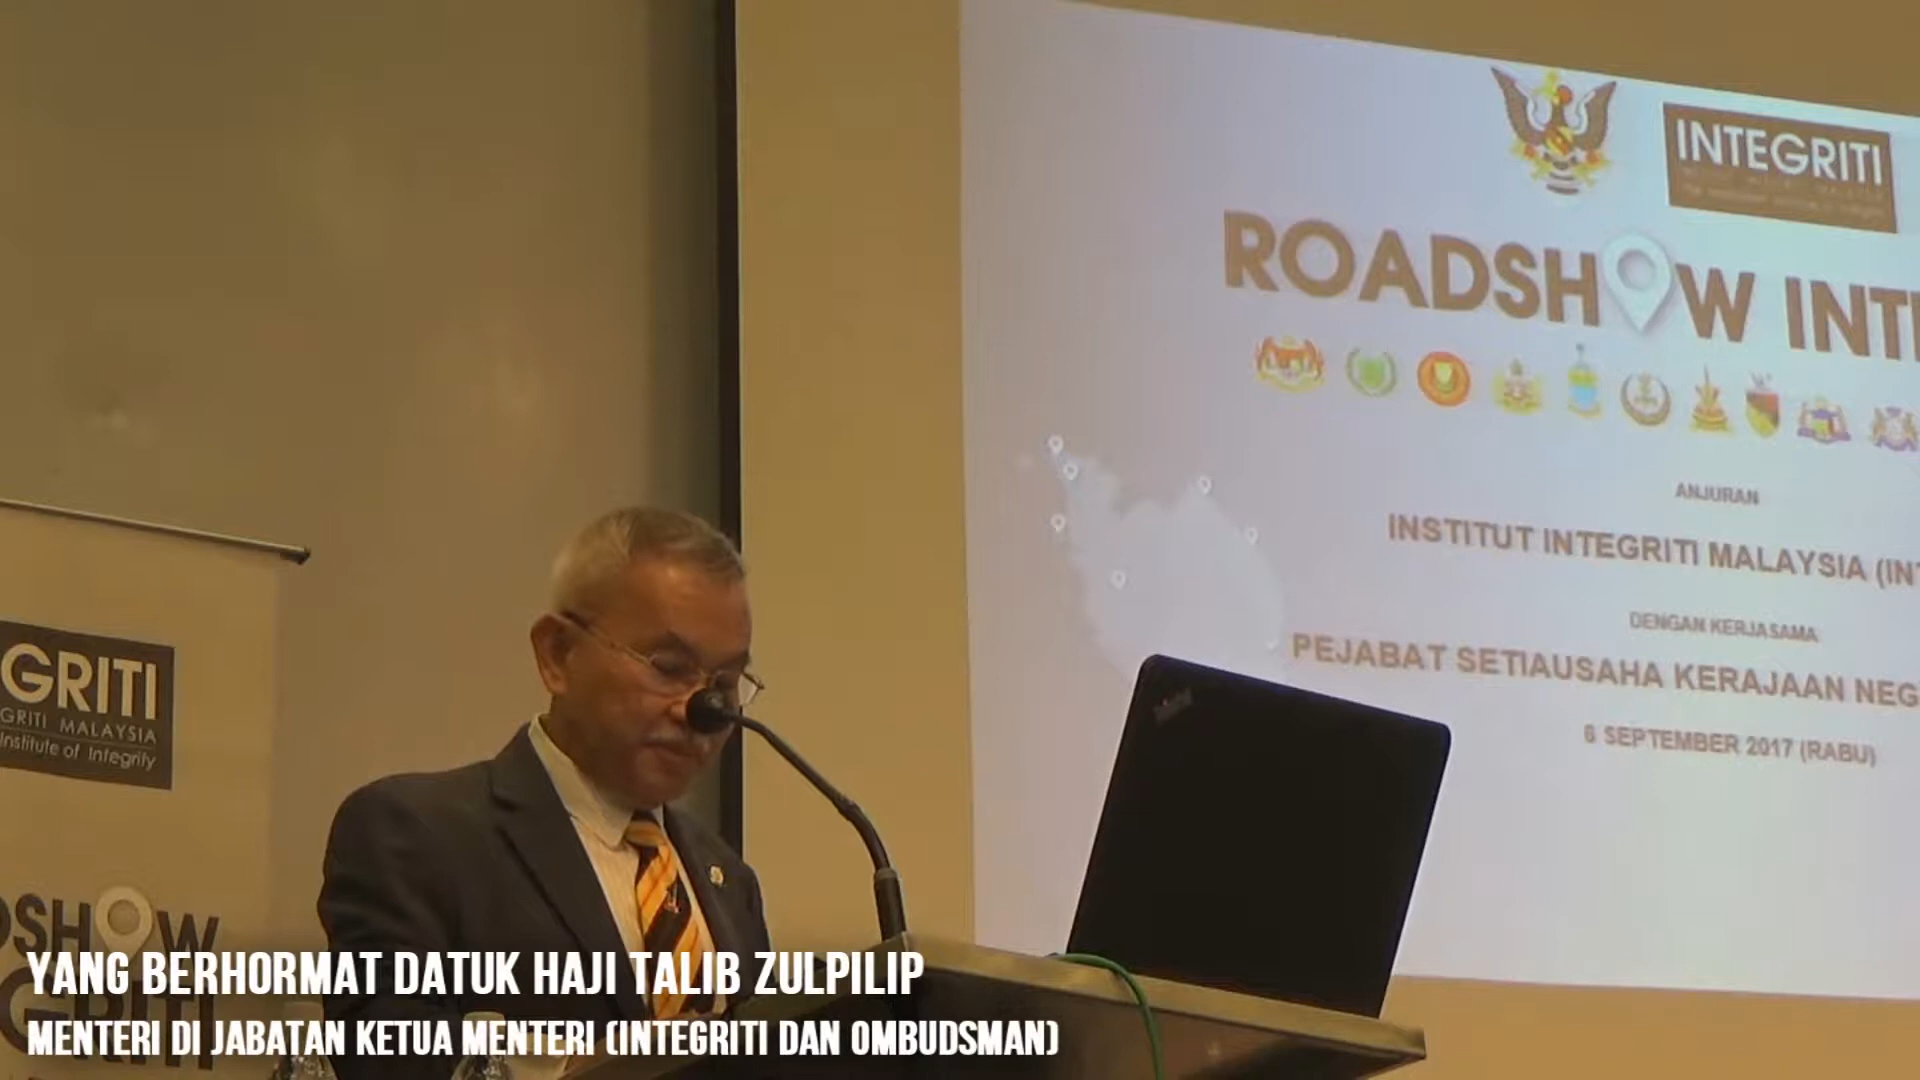 INTEGRITI
ROADSHOW INT
ANJURAN
INSTITUT INTEGRITI MALAYSIA (IN
DENGAN KERJASAMA
PEJABAT SETIAUSAHA KERAJAAN NEG
6 SEPTEMBER 2017 (RABU)
GRITI
GRITI MALAYSIA
Institute of Integrity
SHOW
GRITI
YANG BERHORMAT DATUK HAJI TALIB ZULPILIP
MENTERI DI JABATAN KETUA MENTERI (INTEGRITI DAN OMBUDSMAN)